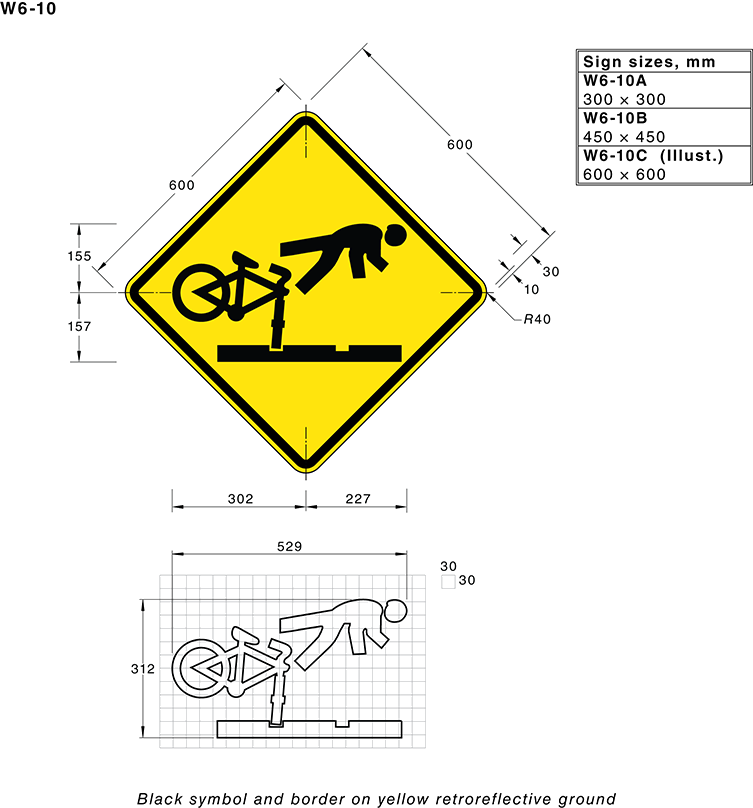 W6-10
Sign sizes, mm
W6-10A
300 × 300
W6-10B
450 × 450
W6-10C (Illust.)
600 × 600
600
600
155
157
30
10
R40
302
227
529
30
30
312
Black symbol and border on yellow retroreflective ground